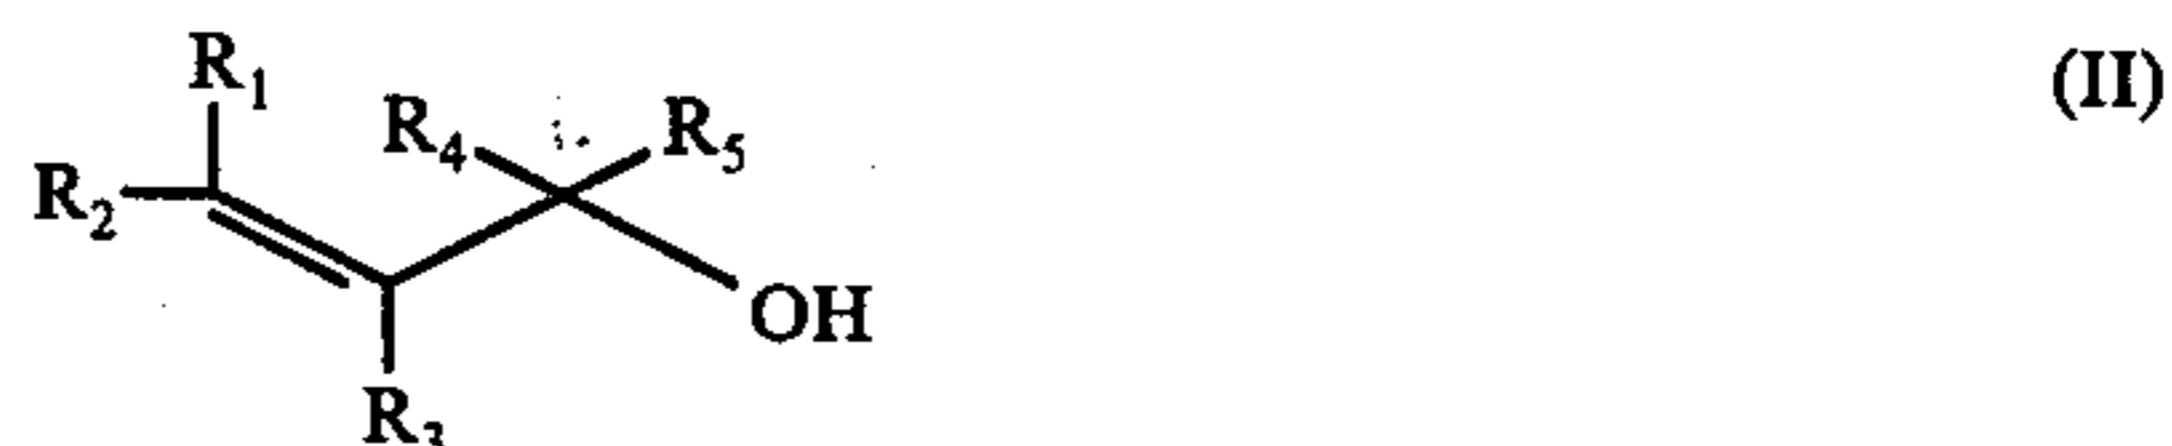 R₁
(II)
R₄
R₅
R₂
OH
R₃